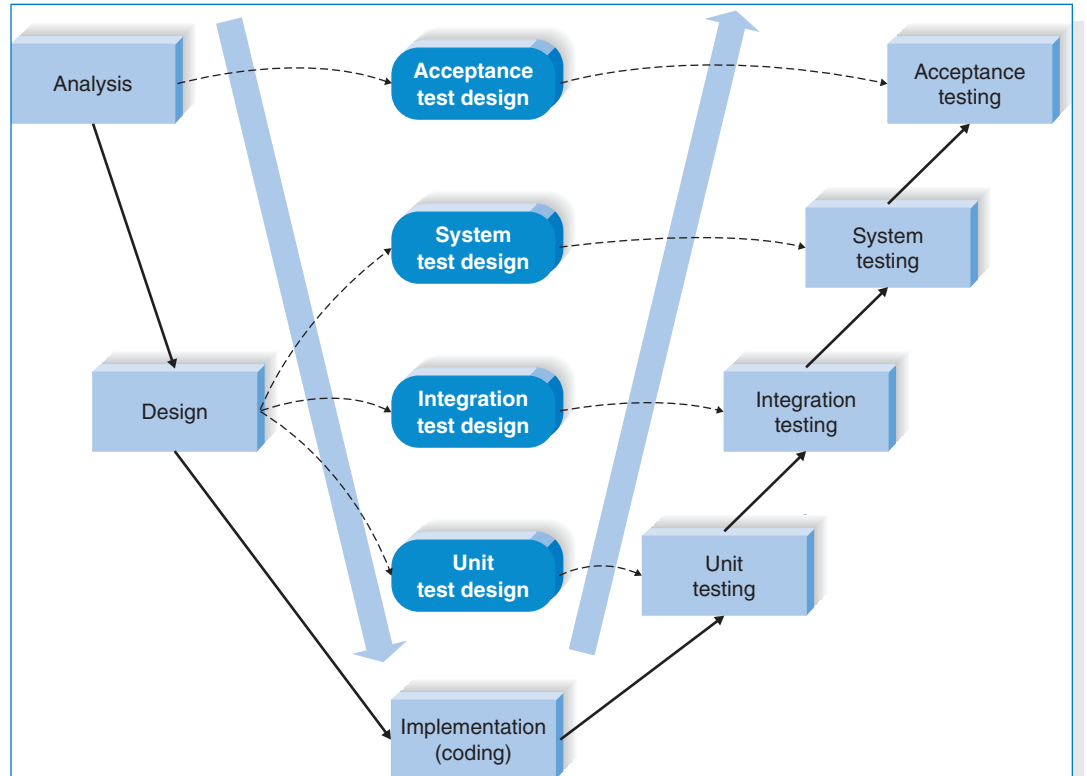 Analysis
Acceptance
test design
Acceptance
testing
System
test design
System
testing
Design
Integration
test design
Integration
testing
Unit
test design
Unit
testing
Implementation
(coding)